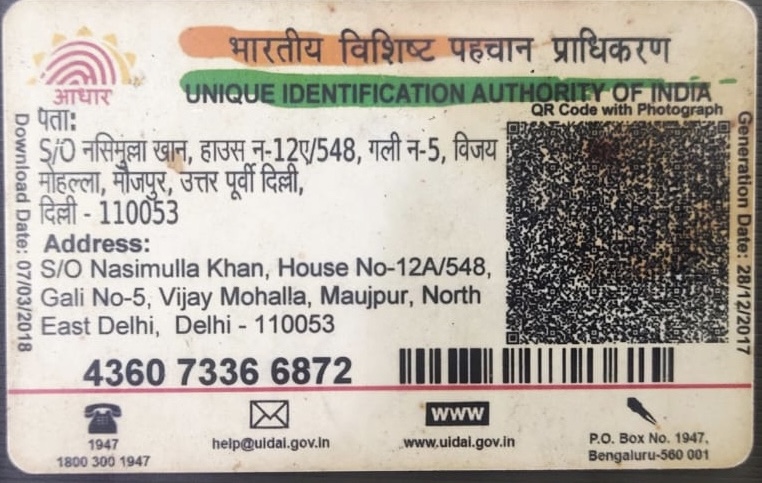 भारतीय विशिष्ट पहचान प्राधिकरण
UNIQUE IDENTIFICATION AUTHORITY OF INDIA
आधार
QR Code with Photograph
पता:
S/O नसिमुल्ला खान, हाउस न-12ए/548, गली न-5, विजय
मोहल्ला, मौजपुर, उत्तर पूर्वी दिल्ली,
दिल्ली - 110053
Address:
S/O Nasimulla Khan, House No-12A/548,
Gali No-5, Vijay Mohalla, Maujpur, North
East Delhi, Delhi - 110053
Download Date: 07/03/2018
Generation Date: 28/12/2017
4360 7336 6872
1947
1800 300 1947
help@uidai.gov.in
www
www.uidai.gov.in
P.O. Box No. 1947,
Bengaluru-560 001